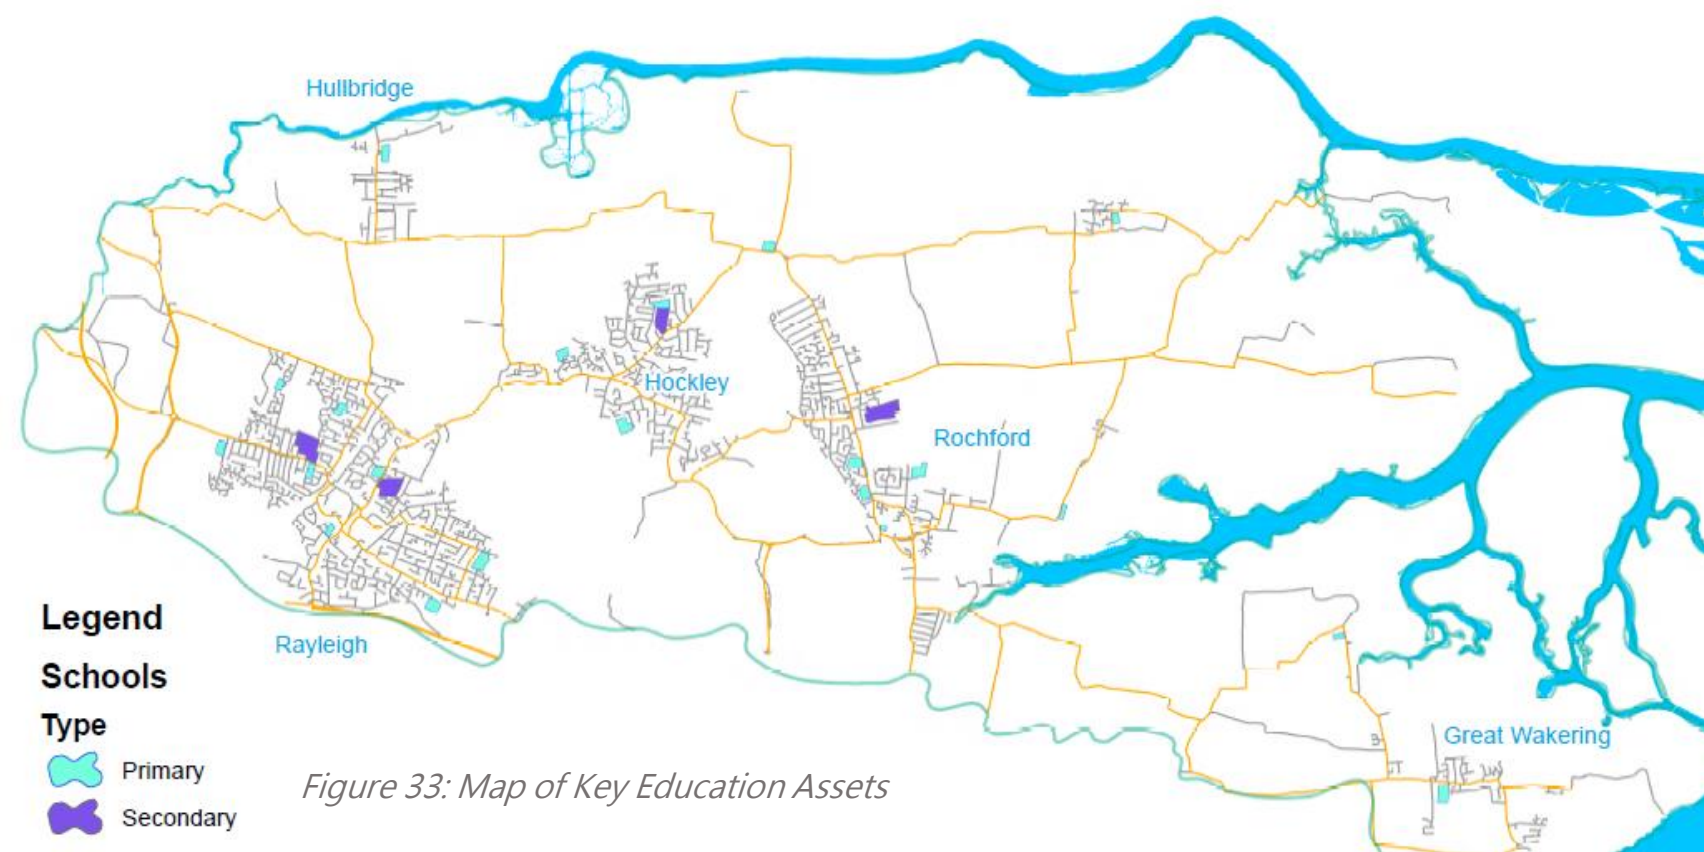 Hullbridge
Hockley
Rochford
Rayleigh
Great Wakering
Legend
Schools
Type
Primary
Secondary
Figure 33: Map of Key Education Assets